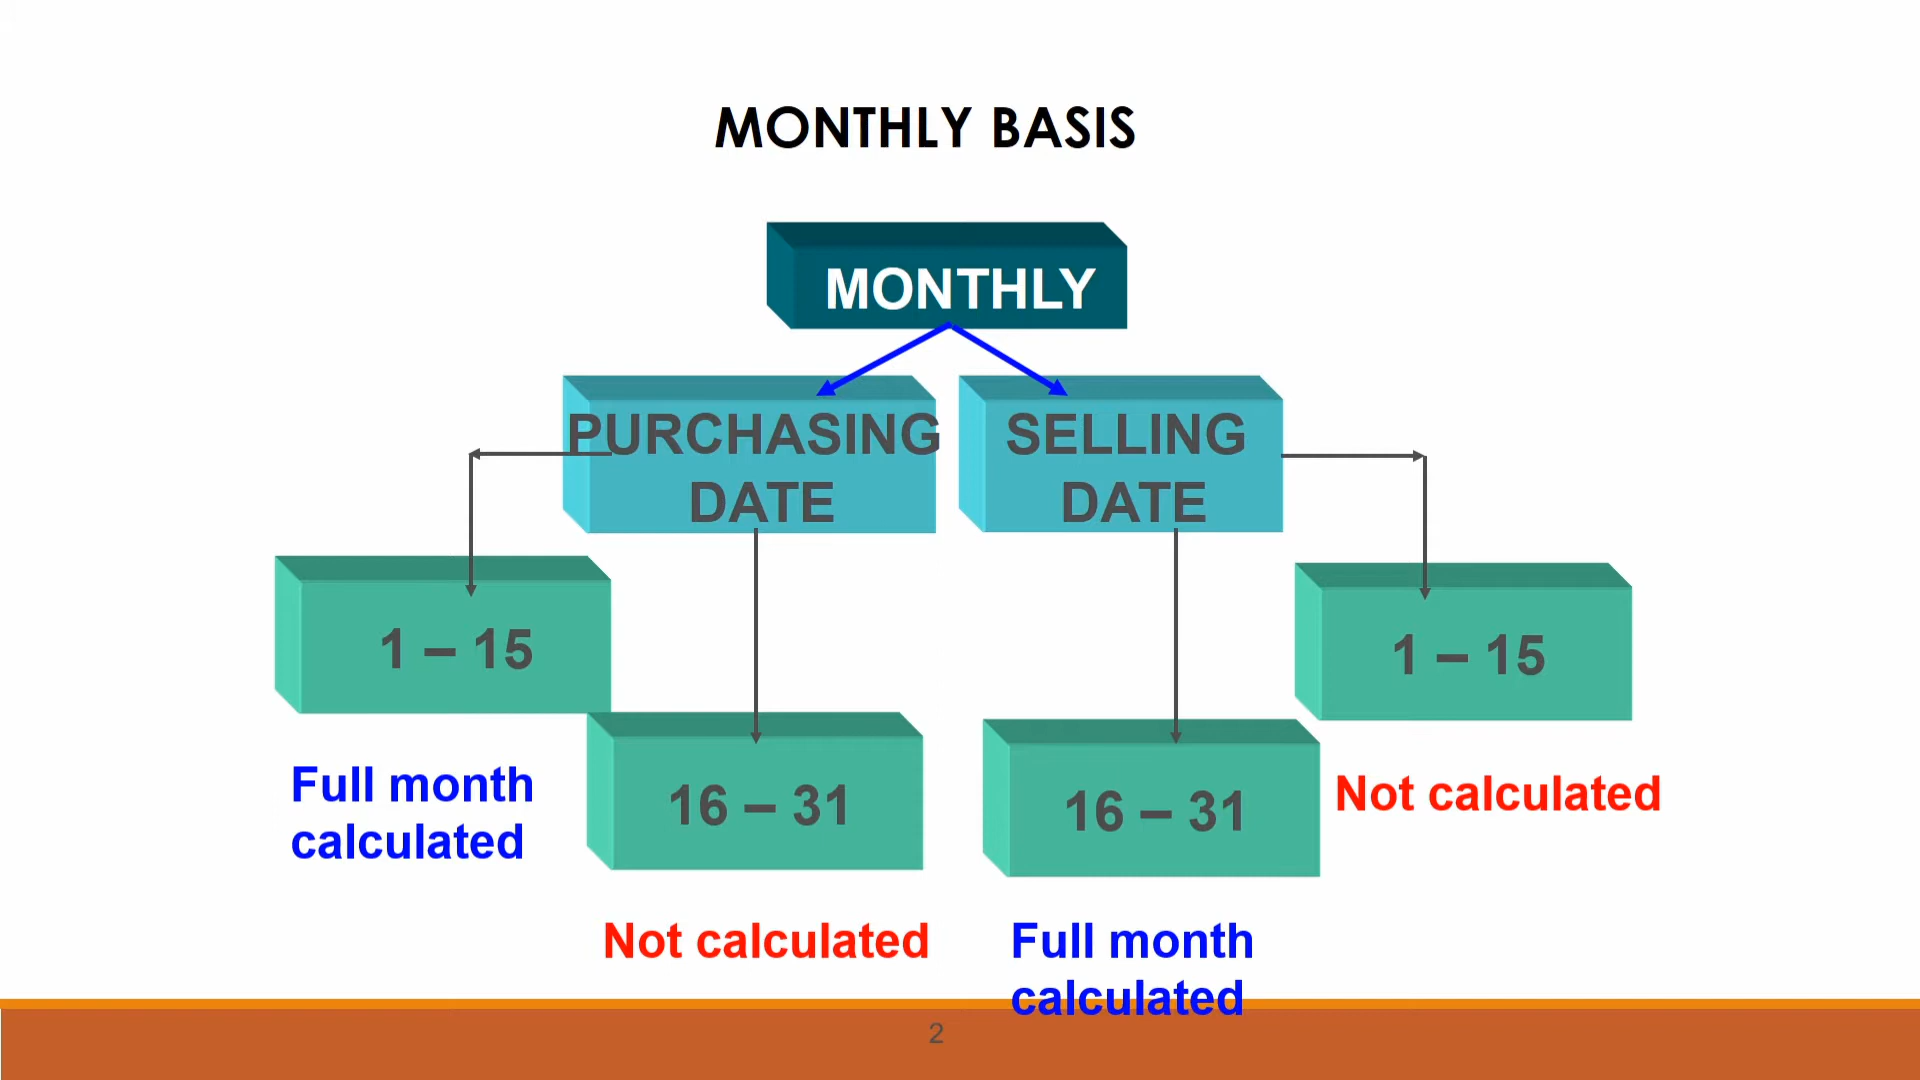 MONTHLY BASIS
MONTHLY
PURCHASING
DATE
SELLING
DATE
1 – 15
1 – 15
16 – 31
16 – 31
Full month
calculated
Not calculated
Not calculated
Full month
calculated
2